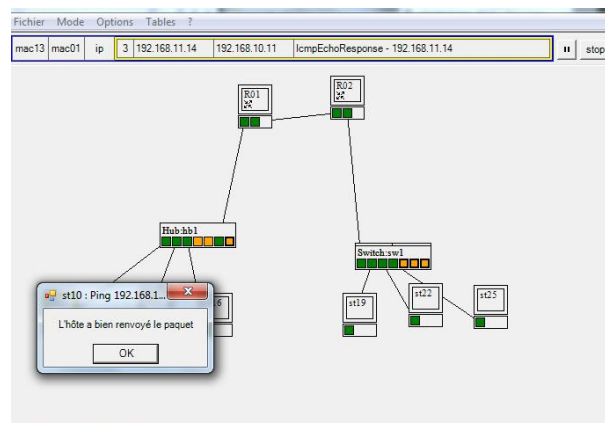 Fichier Mode Options Tables ?
mac13 mac01 ip 3 192.168.11.14 192.168.10.11 IcmpEchoResponse - 192.168.11.14 stop
R01
R02
Hub:hb1
Switch:sw1
st10 : Ping 192.168.1...
L'hôte a bien renvoyé le paquet
OK
st19
st22
st25